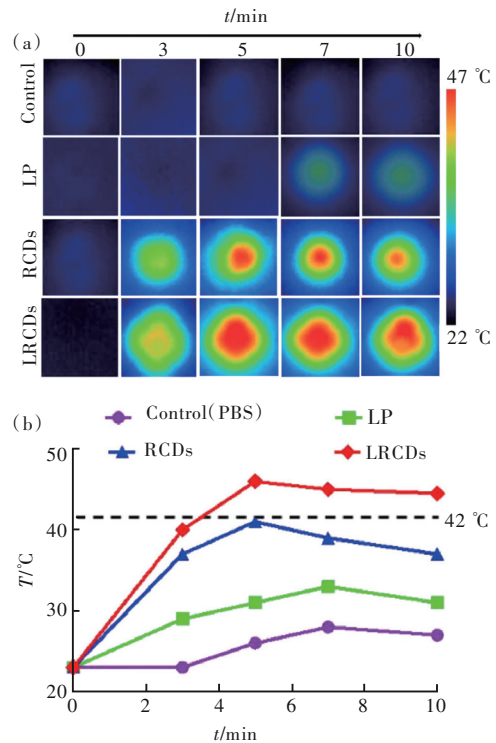 t/min
(a)
0 3 5 7 10
Control
47 ℃
LP
RCDs
LRCDs
22 ℃
(b)
Control(PBS)
LP
RCDs
LRCDs
50
40
30
20
T/℃
42 ℃
0 2 4 6 8 10
t/min